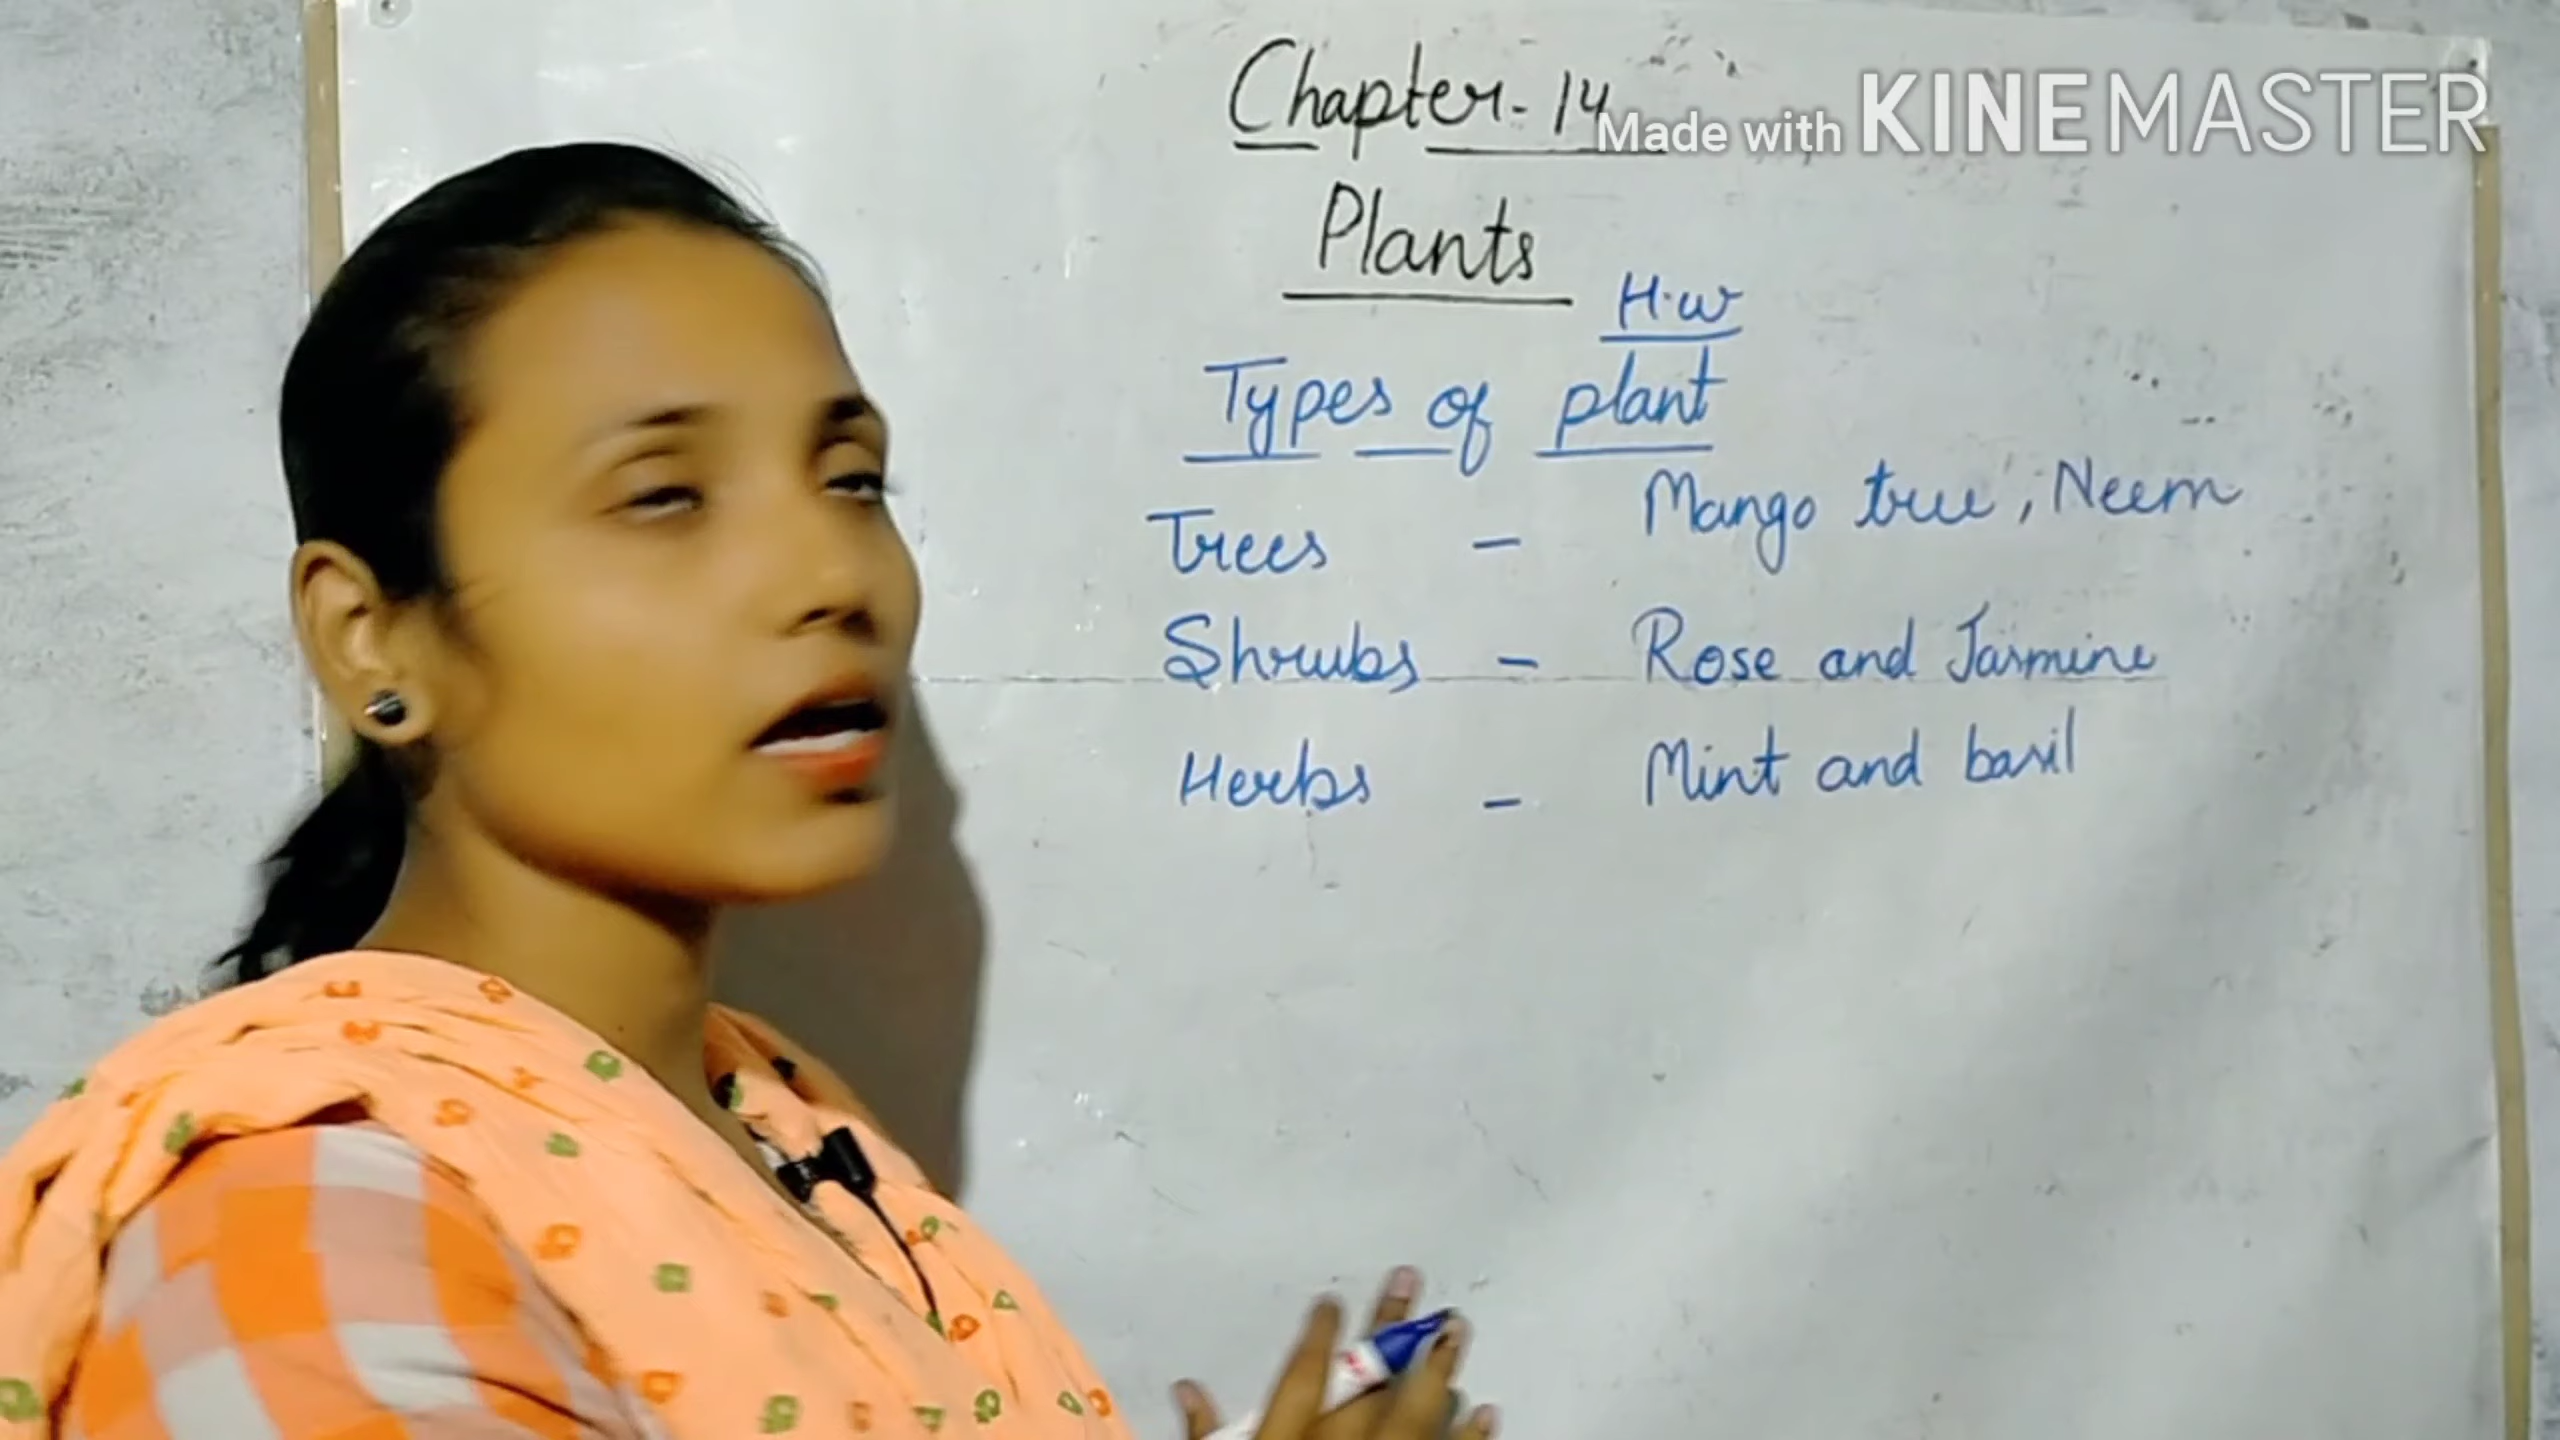 Chapter-14
Made with KINEMASTER
Plants
H.W
Types of plant
Trees - Mango tree, Neem
Shrubs - Rose and Jasmine
Herbs - Mint and basil